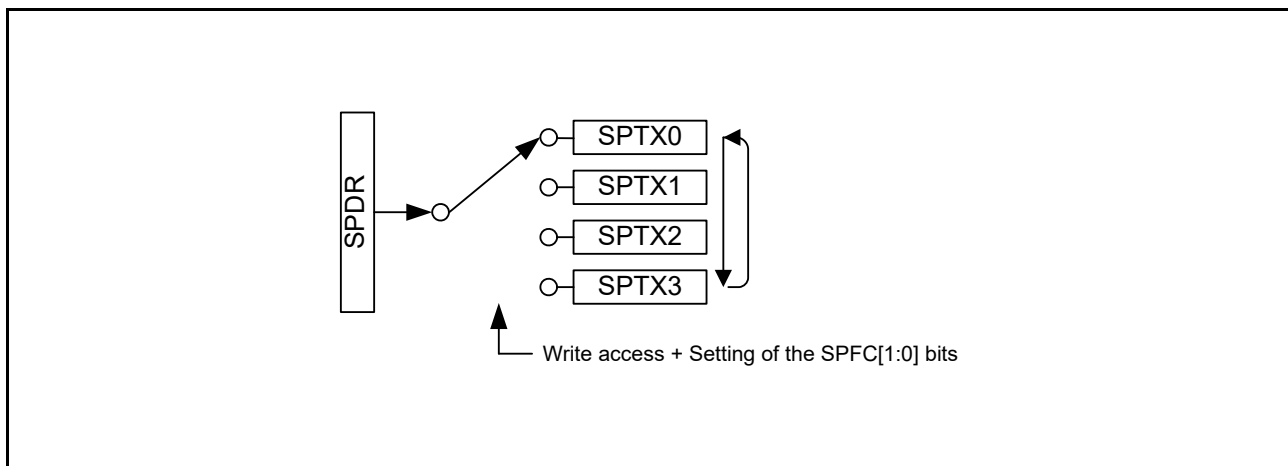 SPDR
SPTX0
SPTX1
SPTX2
SPTX3
Write access + Setting of the SPFC[1:0] bits